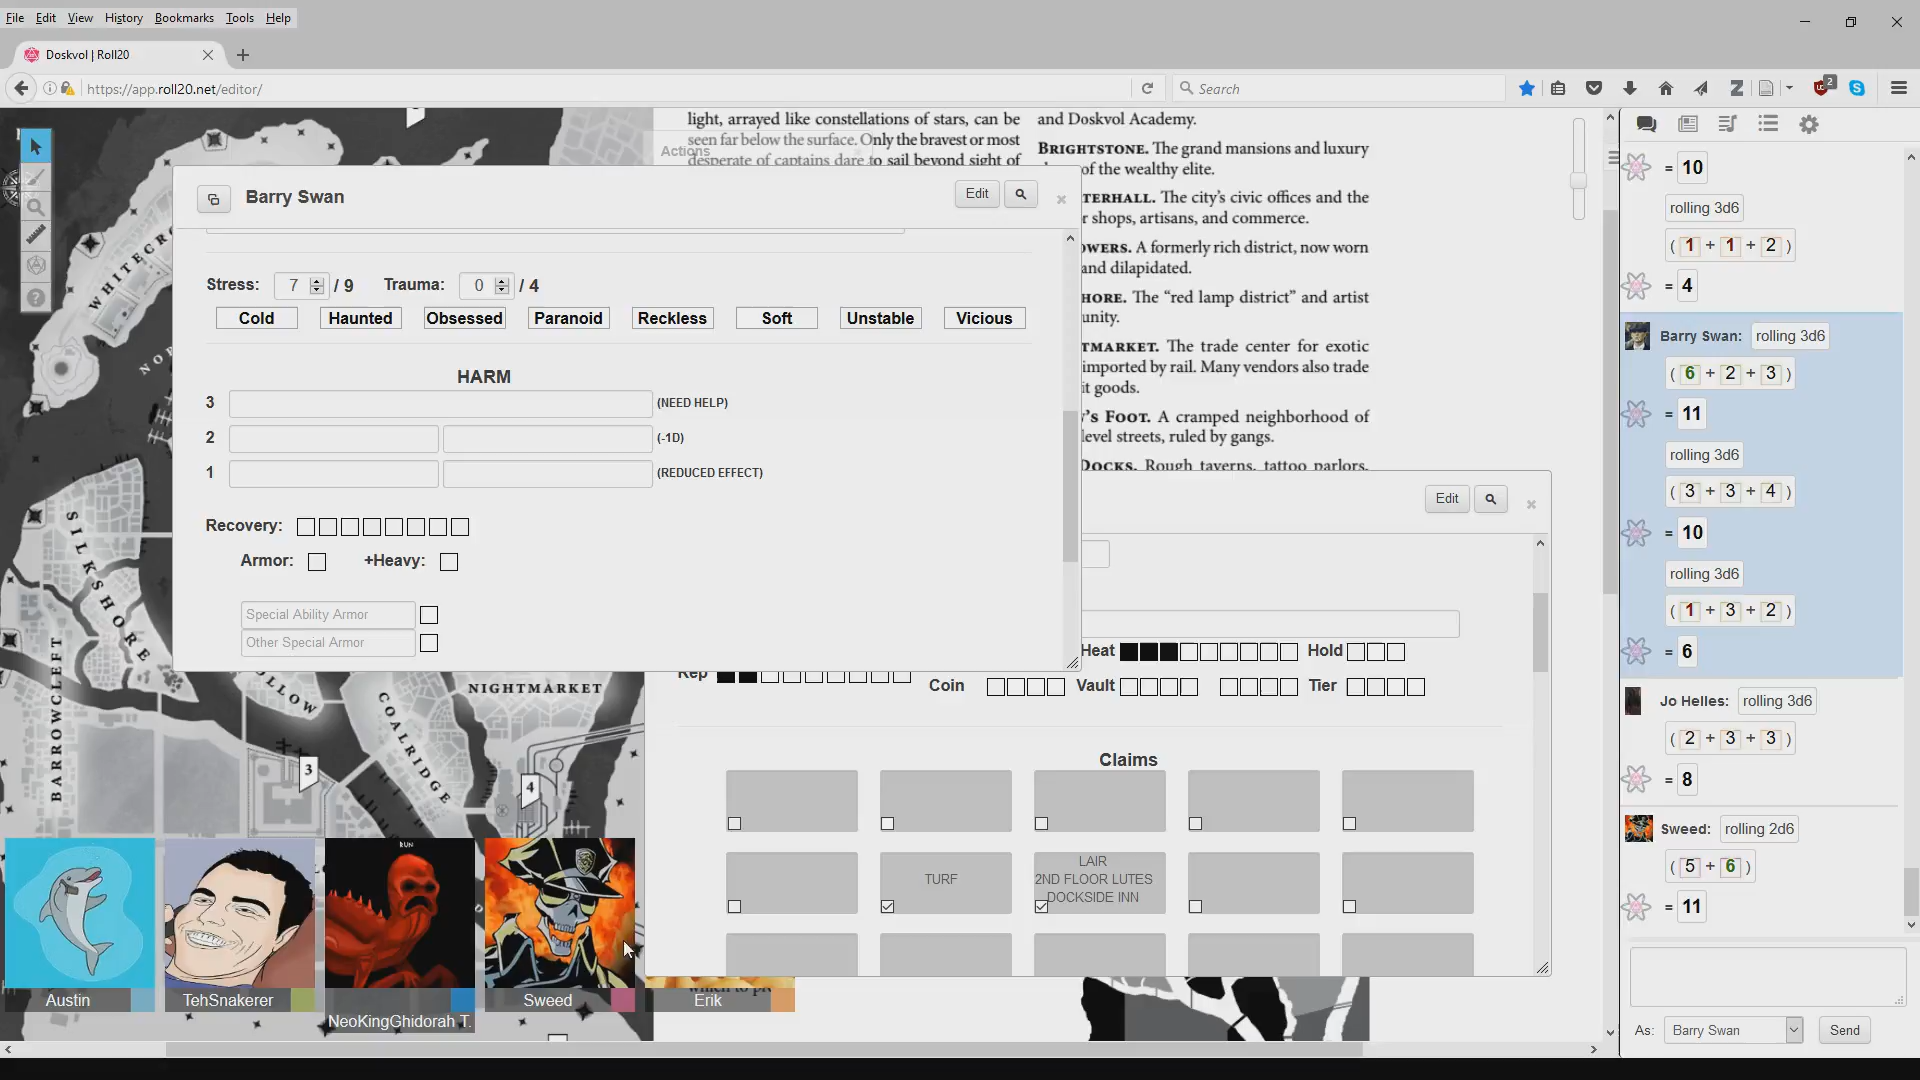 File Edit View History Bookmarks Tools Help
Doskvol | Roll20
https://app.roll20.net/editor/
Search
2
light, arrayed like constellations of stars, can be
seen far below the surface. Only the bravest or most
desperate of captains dare to sail beyond sight of
Actions
and Doskvol Academy.
BRIGHTSTONE. The grand mansions and luxury
of the wealthy elite.
TERHALL. The city's civic offices and the
r shops, artisans, and commerce.
OWERS. A formerly rich district, now worn
and dilapidated.
HORE. The "red lamp district" and artist
unity.
TMARKET. The trade center for exotic
imported by rail. Many vendors also trade
it goods.
'S FOOT. A cramped neighborhood of
level streets, ruled by gangs.
DOCKS. Rough taverns, tattoo parlors,
Barry Swan
Edit
Stress: 7 / 9 Trauma: 0 / 4
Cold Haunted Obsessed Paranoid Reckless Soft Unstable Vicious
HARM
3 (NEED HELP)
2 (-1D)
1 (REDUCED EFFECT)
Recovery:
Armor: +Heavy:
Special Ability Armor
Other Special Armor
Edit
Heat Hold
Rep Coin Vault Tier
Claims
TURF
LAIR
2ND FLOOR LUTES
DOCKSIDE INN
WHITECR
NO
SILKSHORE
BARROWCLEFT
OLLOW
COALRIDGE
NIGHTMARKET
3
4
RUN
Austin
TehSnakerer
NeoKingGhidorah T.
Sweed
Erik
= 10
rolling 3d6
( 1 + 1 + 2 )
= 4
Barry Swan: rolling 3d6
( 6 + 2 + 3 )
= 11
rolling 3d6
( 3 + 3 + 4 )
= 10
rolling 3d6
( 1 + 3 + 2 )
= 6
Jo Helles: rolling 3d6
( 2 + 3 + 3 )
= 8
Sweed: rolling 2d6
( 5 + 6 )
= 11
As: Barry Swan Send